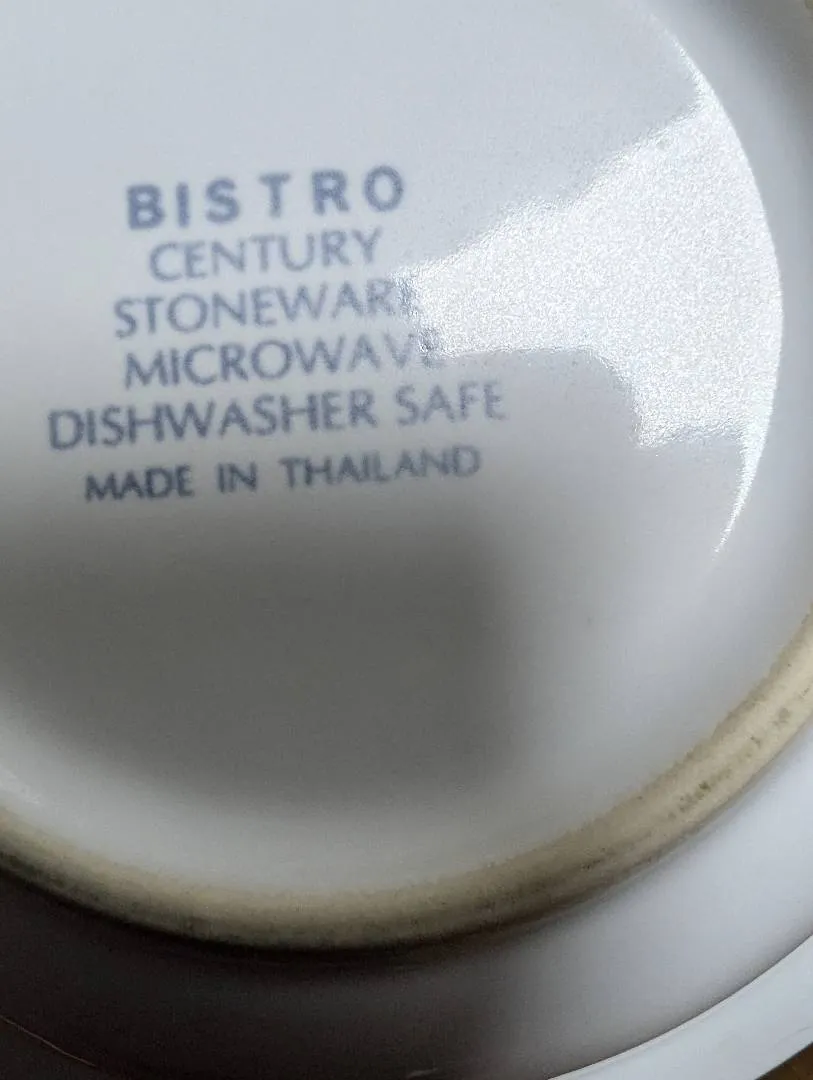 BISTRO
CENTURY
STONEWARE
MICROWAVE
DISHWASHER SAFE
MADE IN THAILAND